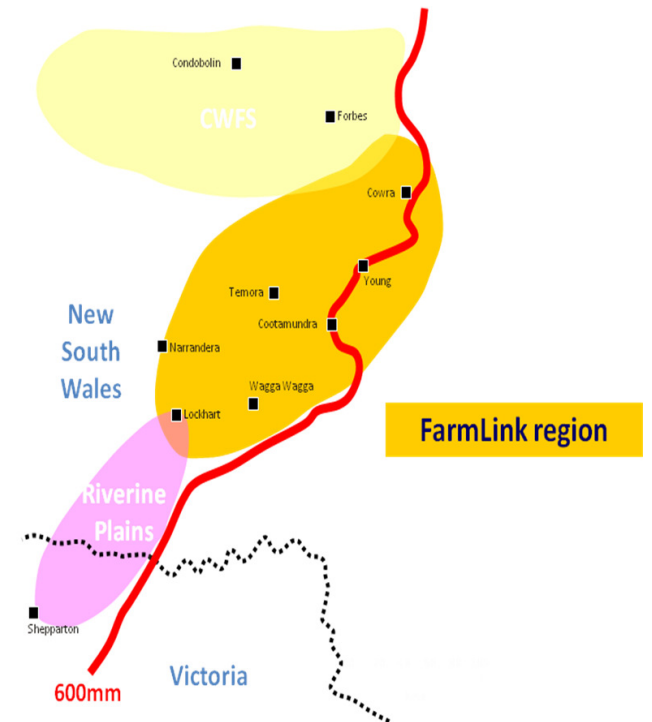 Condobolin
CWFS
Forbes
Cowra
Young
Temora
Cootamundra
New
South
Wales
Narrandera
Wagga Wagga
Lockhart
FarmLink region
Riverine
Plains
Shepparton
Victoria
600mm